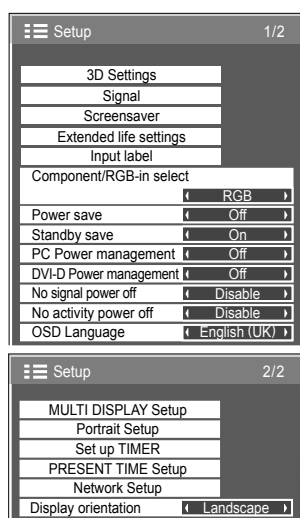 Setup 1/2
3D Settings
Signal
Screensaver
Extended life settings
Input label
Component/RGB-in select
RGB
Power save Off
Standby save On
PC Power management Off
DVI-D Power management Off
No signal power off Disable
No activity power off Disable
OSD Language English (UK)
Setup 2/2
MULTI DISPLAY Setup
Portrait Setup
Set up TIMER
PRESENT TIME Setup
Network Setup
Display orientation Landscape